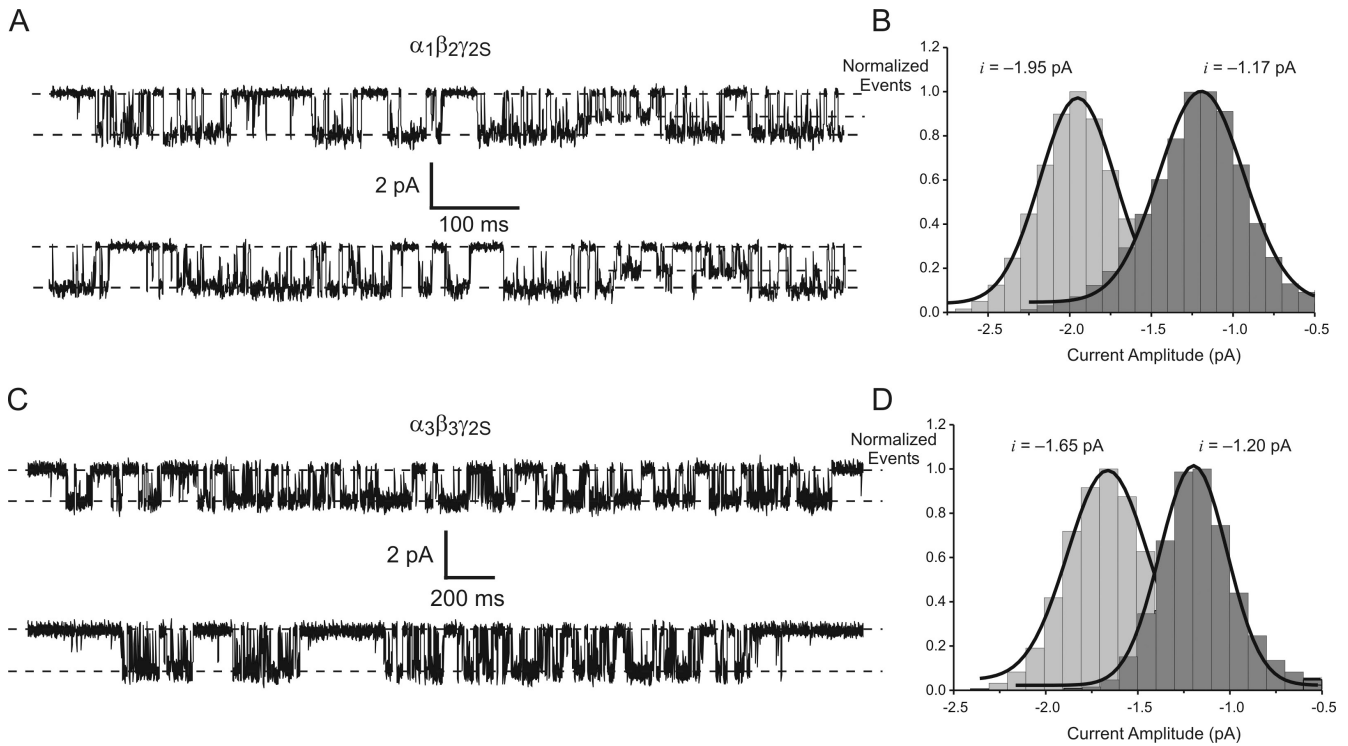 A
α1β2γ2S
2 pA
100 ms
B
Normalized
Events
i = –1.95 pA
i = –1.17 pA
1.2
1.0
0.8
0.6
0.4
0.2
0.0
-2.5 -2.0 -1.5 -1.0 -0.5
Current Amplitude (pA)
C
α3β3γ2S
2 pA
200 ms
D
Normalized
Events
i = –1.65 pA
i = –1.20 pA
1.2
1.0
0.8
0.6
0.4
0.2
0.0
-2.5 -2.0 -1.5 -1.0 -0.5
Current Amplitude (pA)